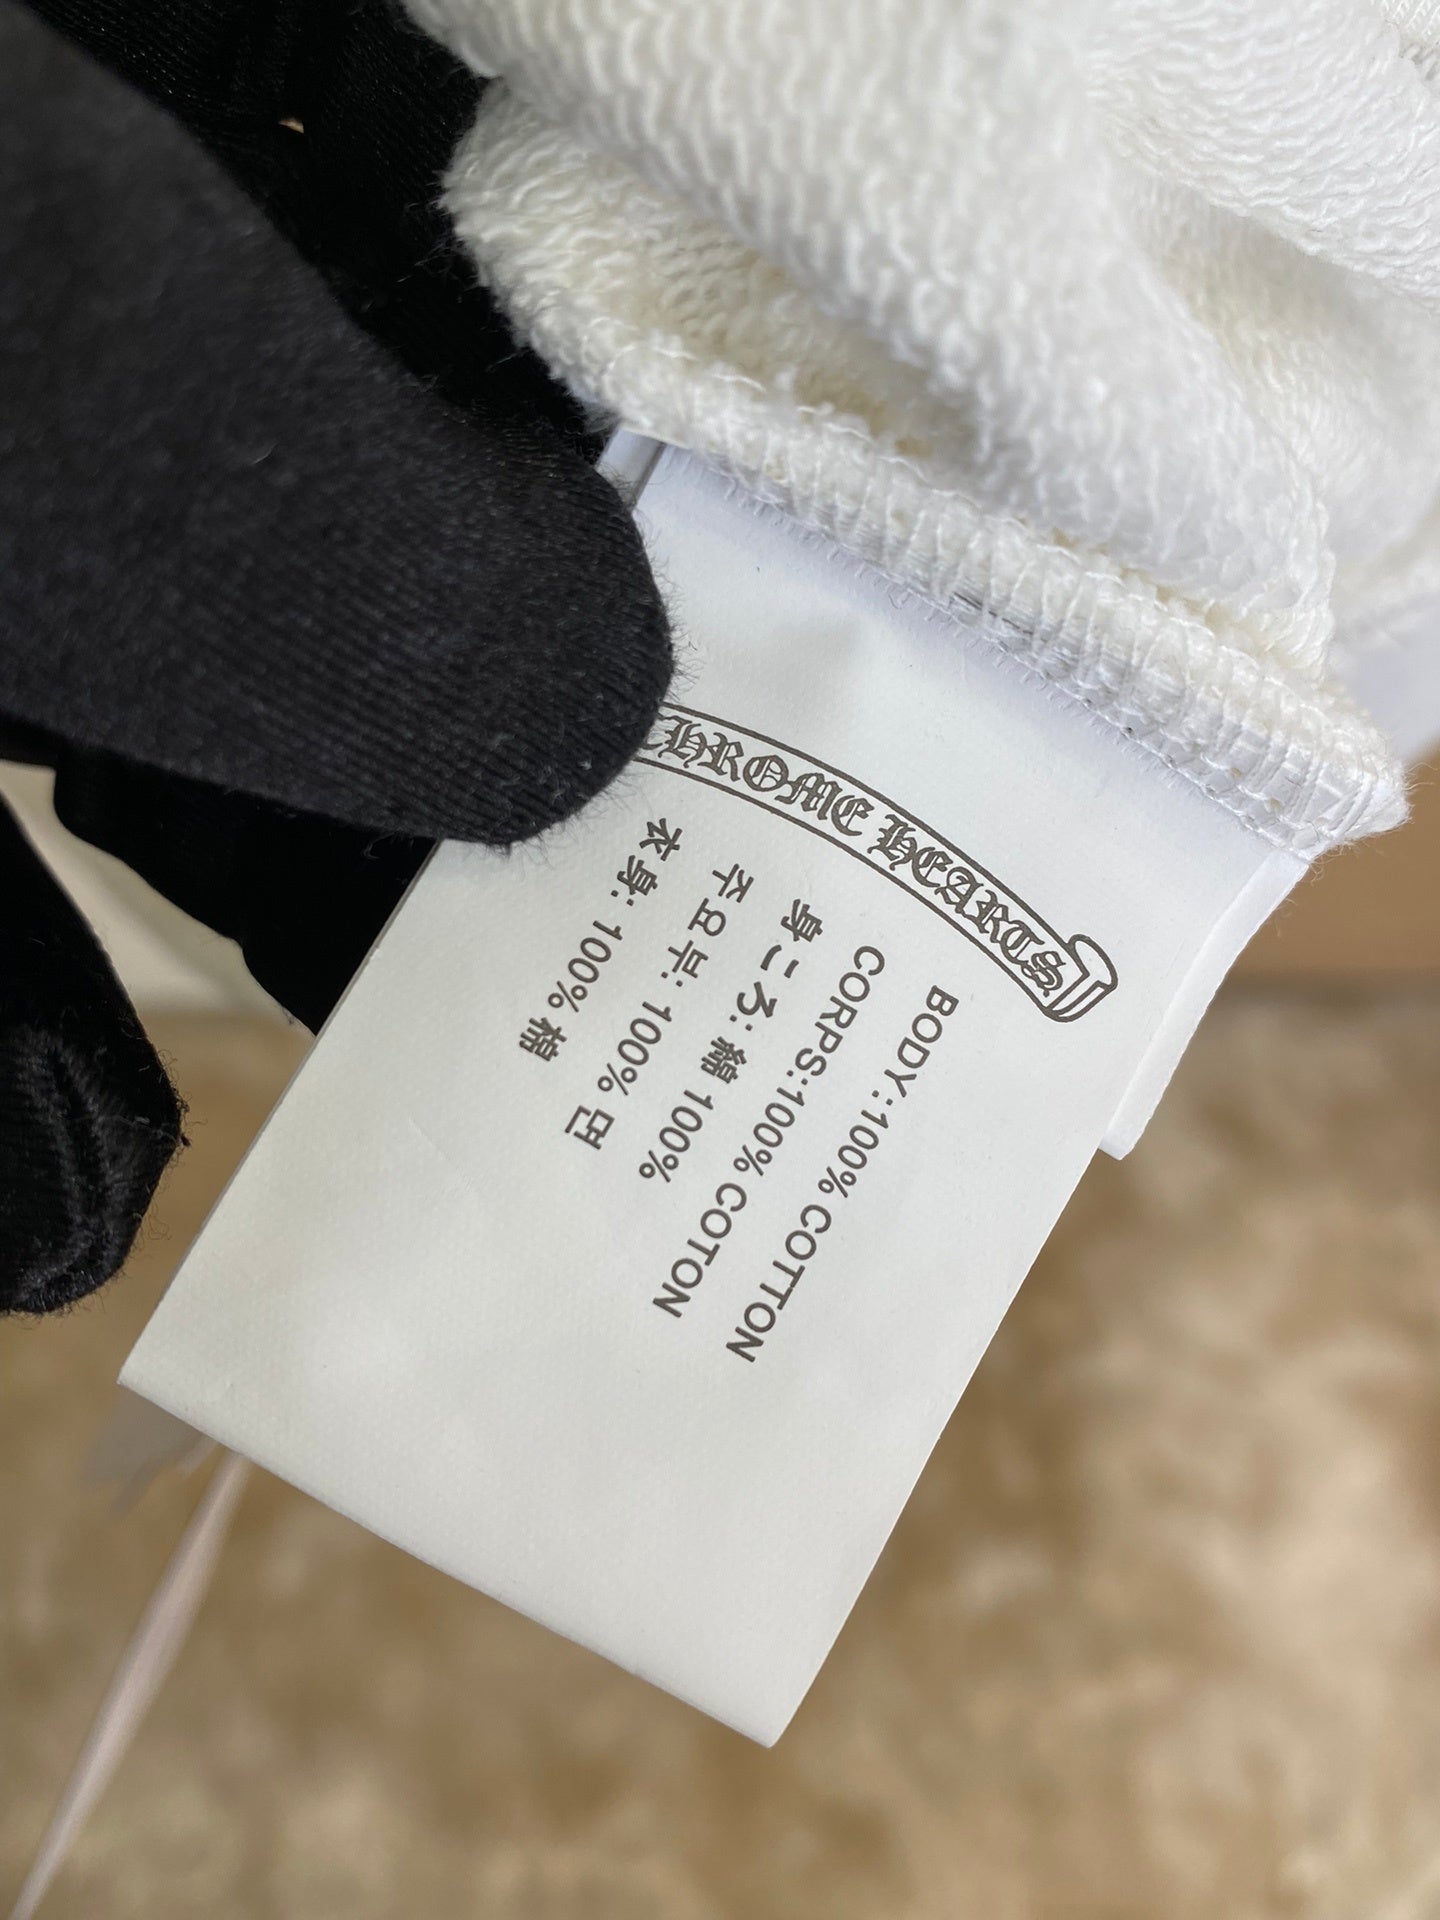 CHROME HEARTS
BODY:100% COTTON
CORPS:100% COTON
身ころ: 綿 100%
주요부: 100% 면
衣身: 100% 棉